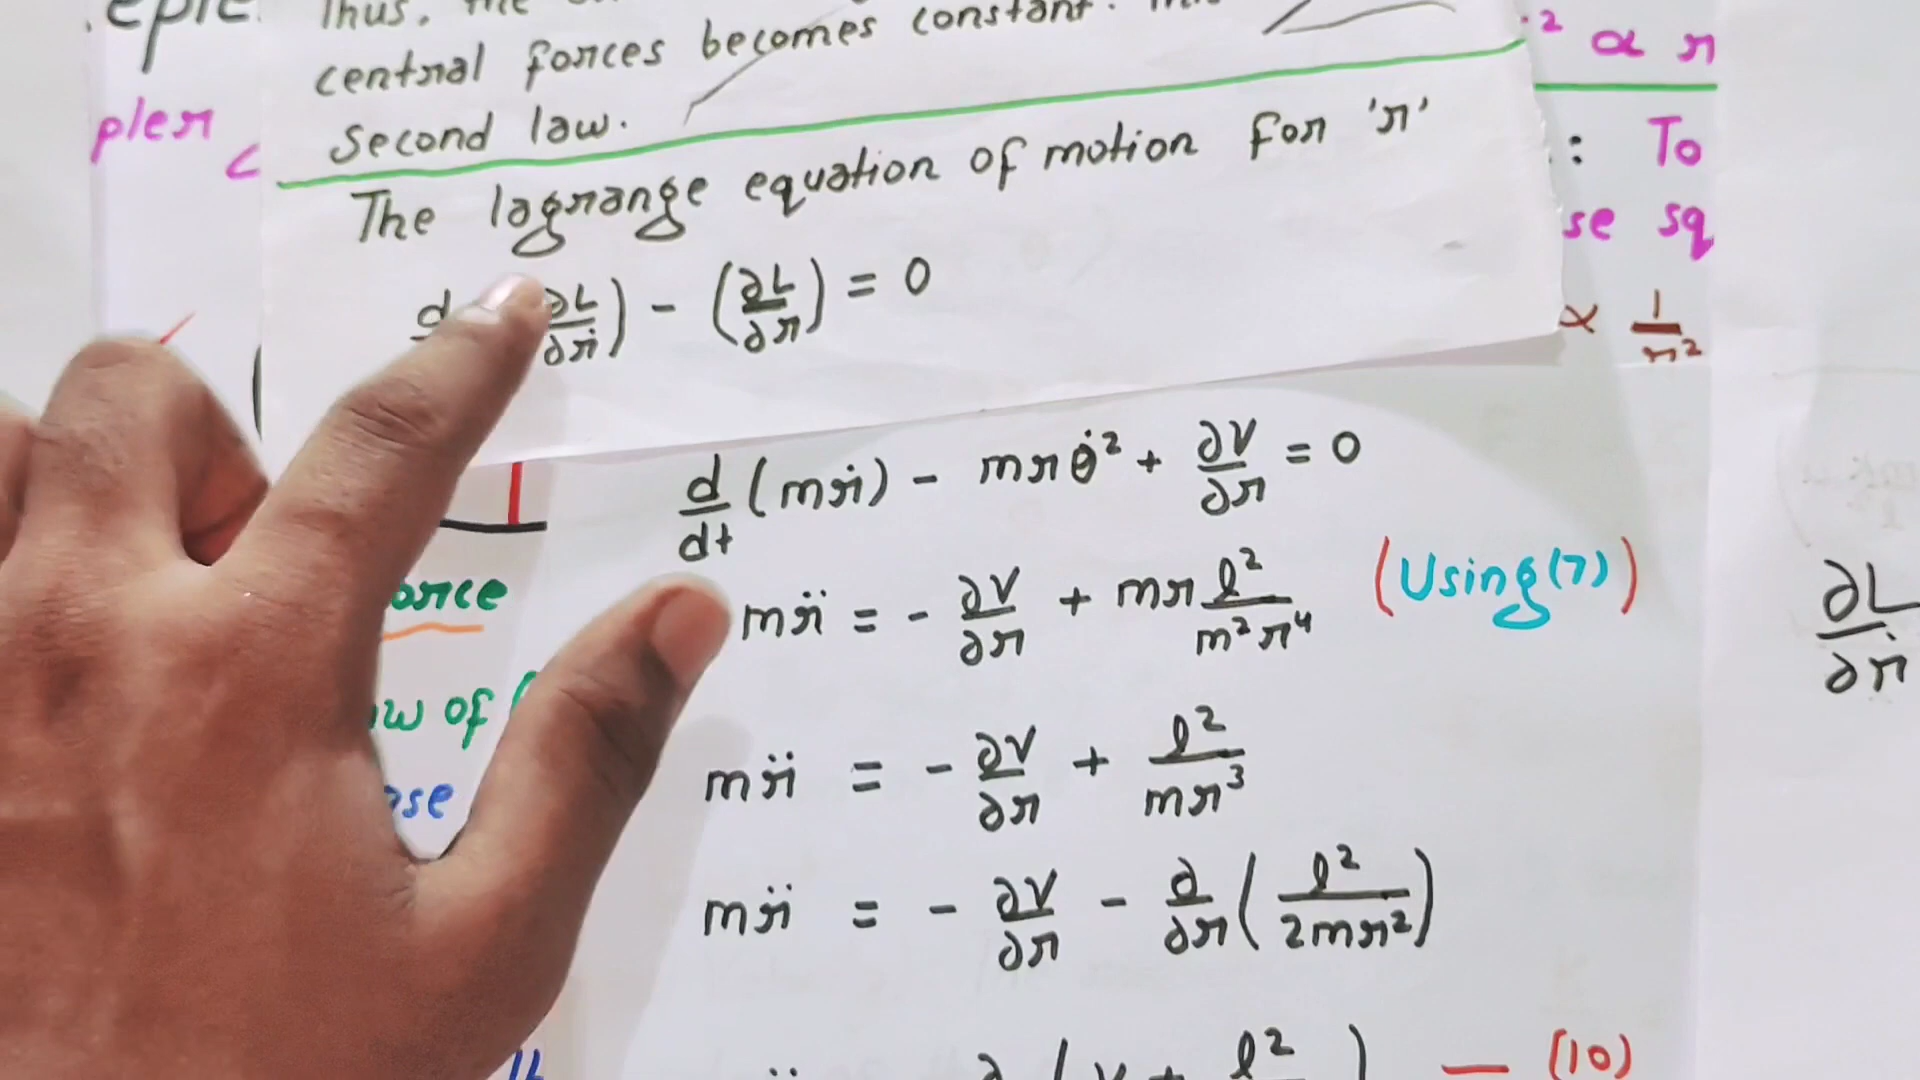 central forces becomes constant.
second law.
The lagrange equation of motion for 'r'
∂L/∂ṙ) - (∂L/∂r) = 0
d/dt (mṙ) - mrθ̇² + ∂V/∂r = 0
mr̈ = - ∂V/∂r + mr l²/m²r⁴ (Using(7))
mr̈ = - ∂V/∂r + l²/mr³
mr̈ = - ∂V/∂r - ∂/∂r (l²/2mr²)
(10)
² ∝ r
: To
se sq
∝ 1/r²
∂L/∂ṙ
pler
orce
w of